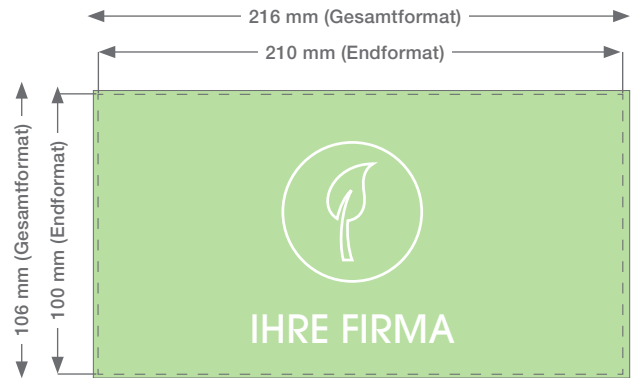 216 mm (Gesamtformat)
210 mm (Endformat)
106 mm (Gesamtformat)
100 mm (Endformat)
IHRE FIRMA